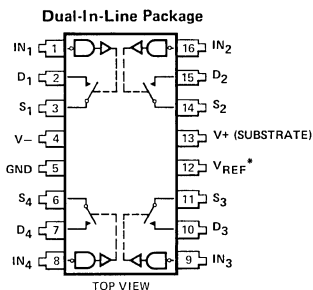 Dual-In-Line Package
IN1 1 16 IN2
D1 2 15 D2
S1 3 14 S2
V− 4 13 V+ (SUBSTRATE)
GND 5 12 VREF*
S4 6 11 S3
D4 7 10 D3
IN4 8 9 IN3
TOP VIEW